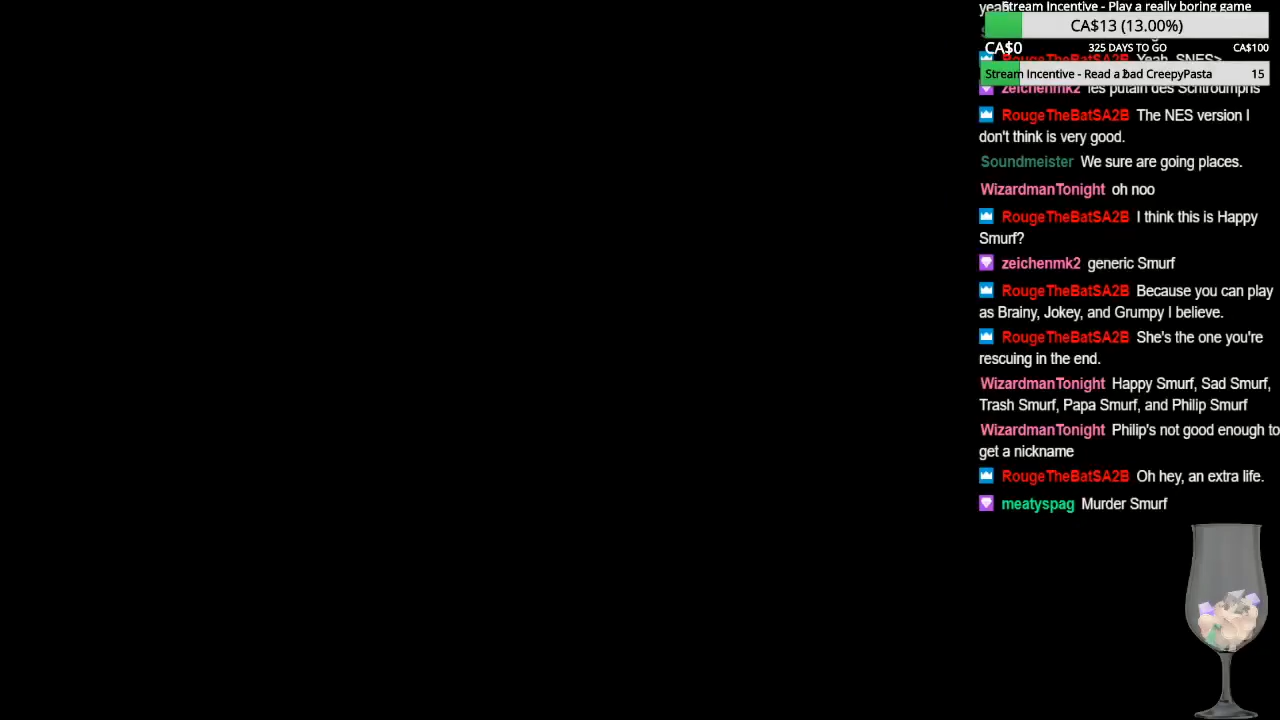 yeah
Stream Incentive - Play a really boring game
CA$13 (13.00%)
CA$0 325 DAYS TO GO CA$100
RougeTheBatSA2B Yeah, SNES>
Stream Incentive - Read a bad CreepyPasta 15
zeichenmk2 les putain des Schtroumphs
RougeTheBatSA2B The NES version I
don't think is very good.
Soundmeister We sure are going places.
WizardmanTonight oh noo
RougeTheBatSA2B I think this is Happy
Smurf?
zeichenmk2 generic Smurf
RougeTheBatSA2B Because you can play
as Brainy, Jokey, and Grumpy I believe.
RougeTheBatSA2B She's the one you're
rescuing in the end.
WizardmanTonight Happy Smurf, Sad Smurf,
Trash Smurf, Papa Smurf, and Philip Smurf
WizardmanTonight Philip's not good enough to
get a nickname
RougeTheBatSA2B Oh hey, an extra life.
meatyspag Murder Smurf